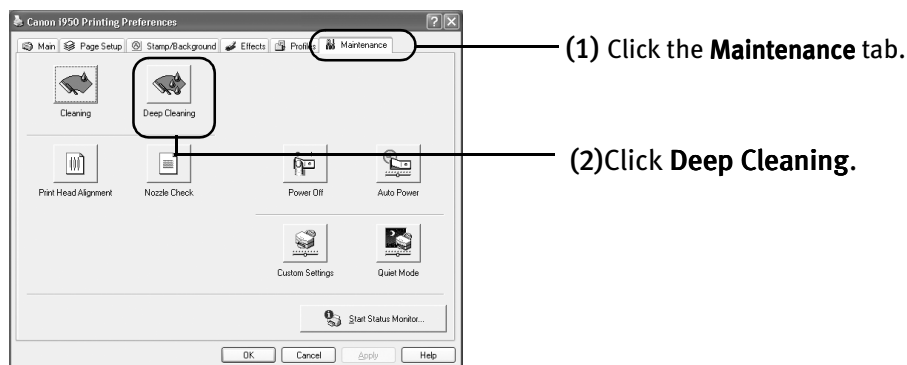 Canon i950 Printing Preferences
Main Page Setup Stamp/Background Effects Profiles Maintenance
(1) Click the Maintenance tab.
Cleaning Deep Cleaning
(2)Click Deep Cleaning.
Print Head Alignment Nozzle Check Power Off Auto Power
Custom Settings Quiet Mode
Start Status Monitor...
OK Cancel Apply Help